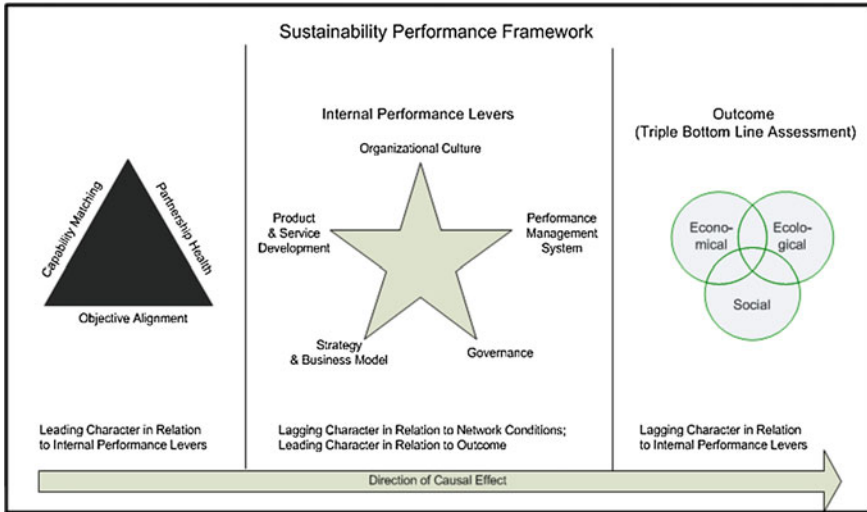 Sustainability Performance Framework
Capability Matching
Partnership Health
Objective Alignment
Leading Character in Relation
to Internal Performance Levers
Internal Performance Levers
Organizational Culture
Product
& Service
Development
Performance
Management
System
Strategy
& Business Model
Governance
Lagging Character in Relation to Network Conditions;
Leading Character in Relation to Outcome
Outcome
(Triple Bottom Line Assessment)
Econo-
mical
Ecolo-
gical
Social
Lagging Character in Relation
to Internal Performance Levers
Direction of Causal Effect